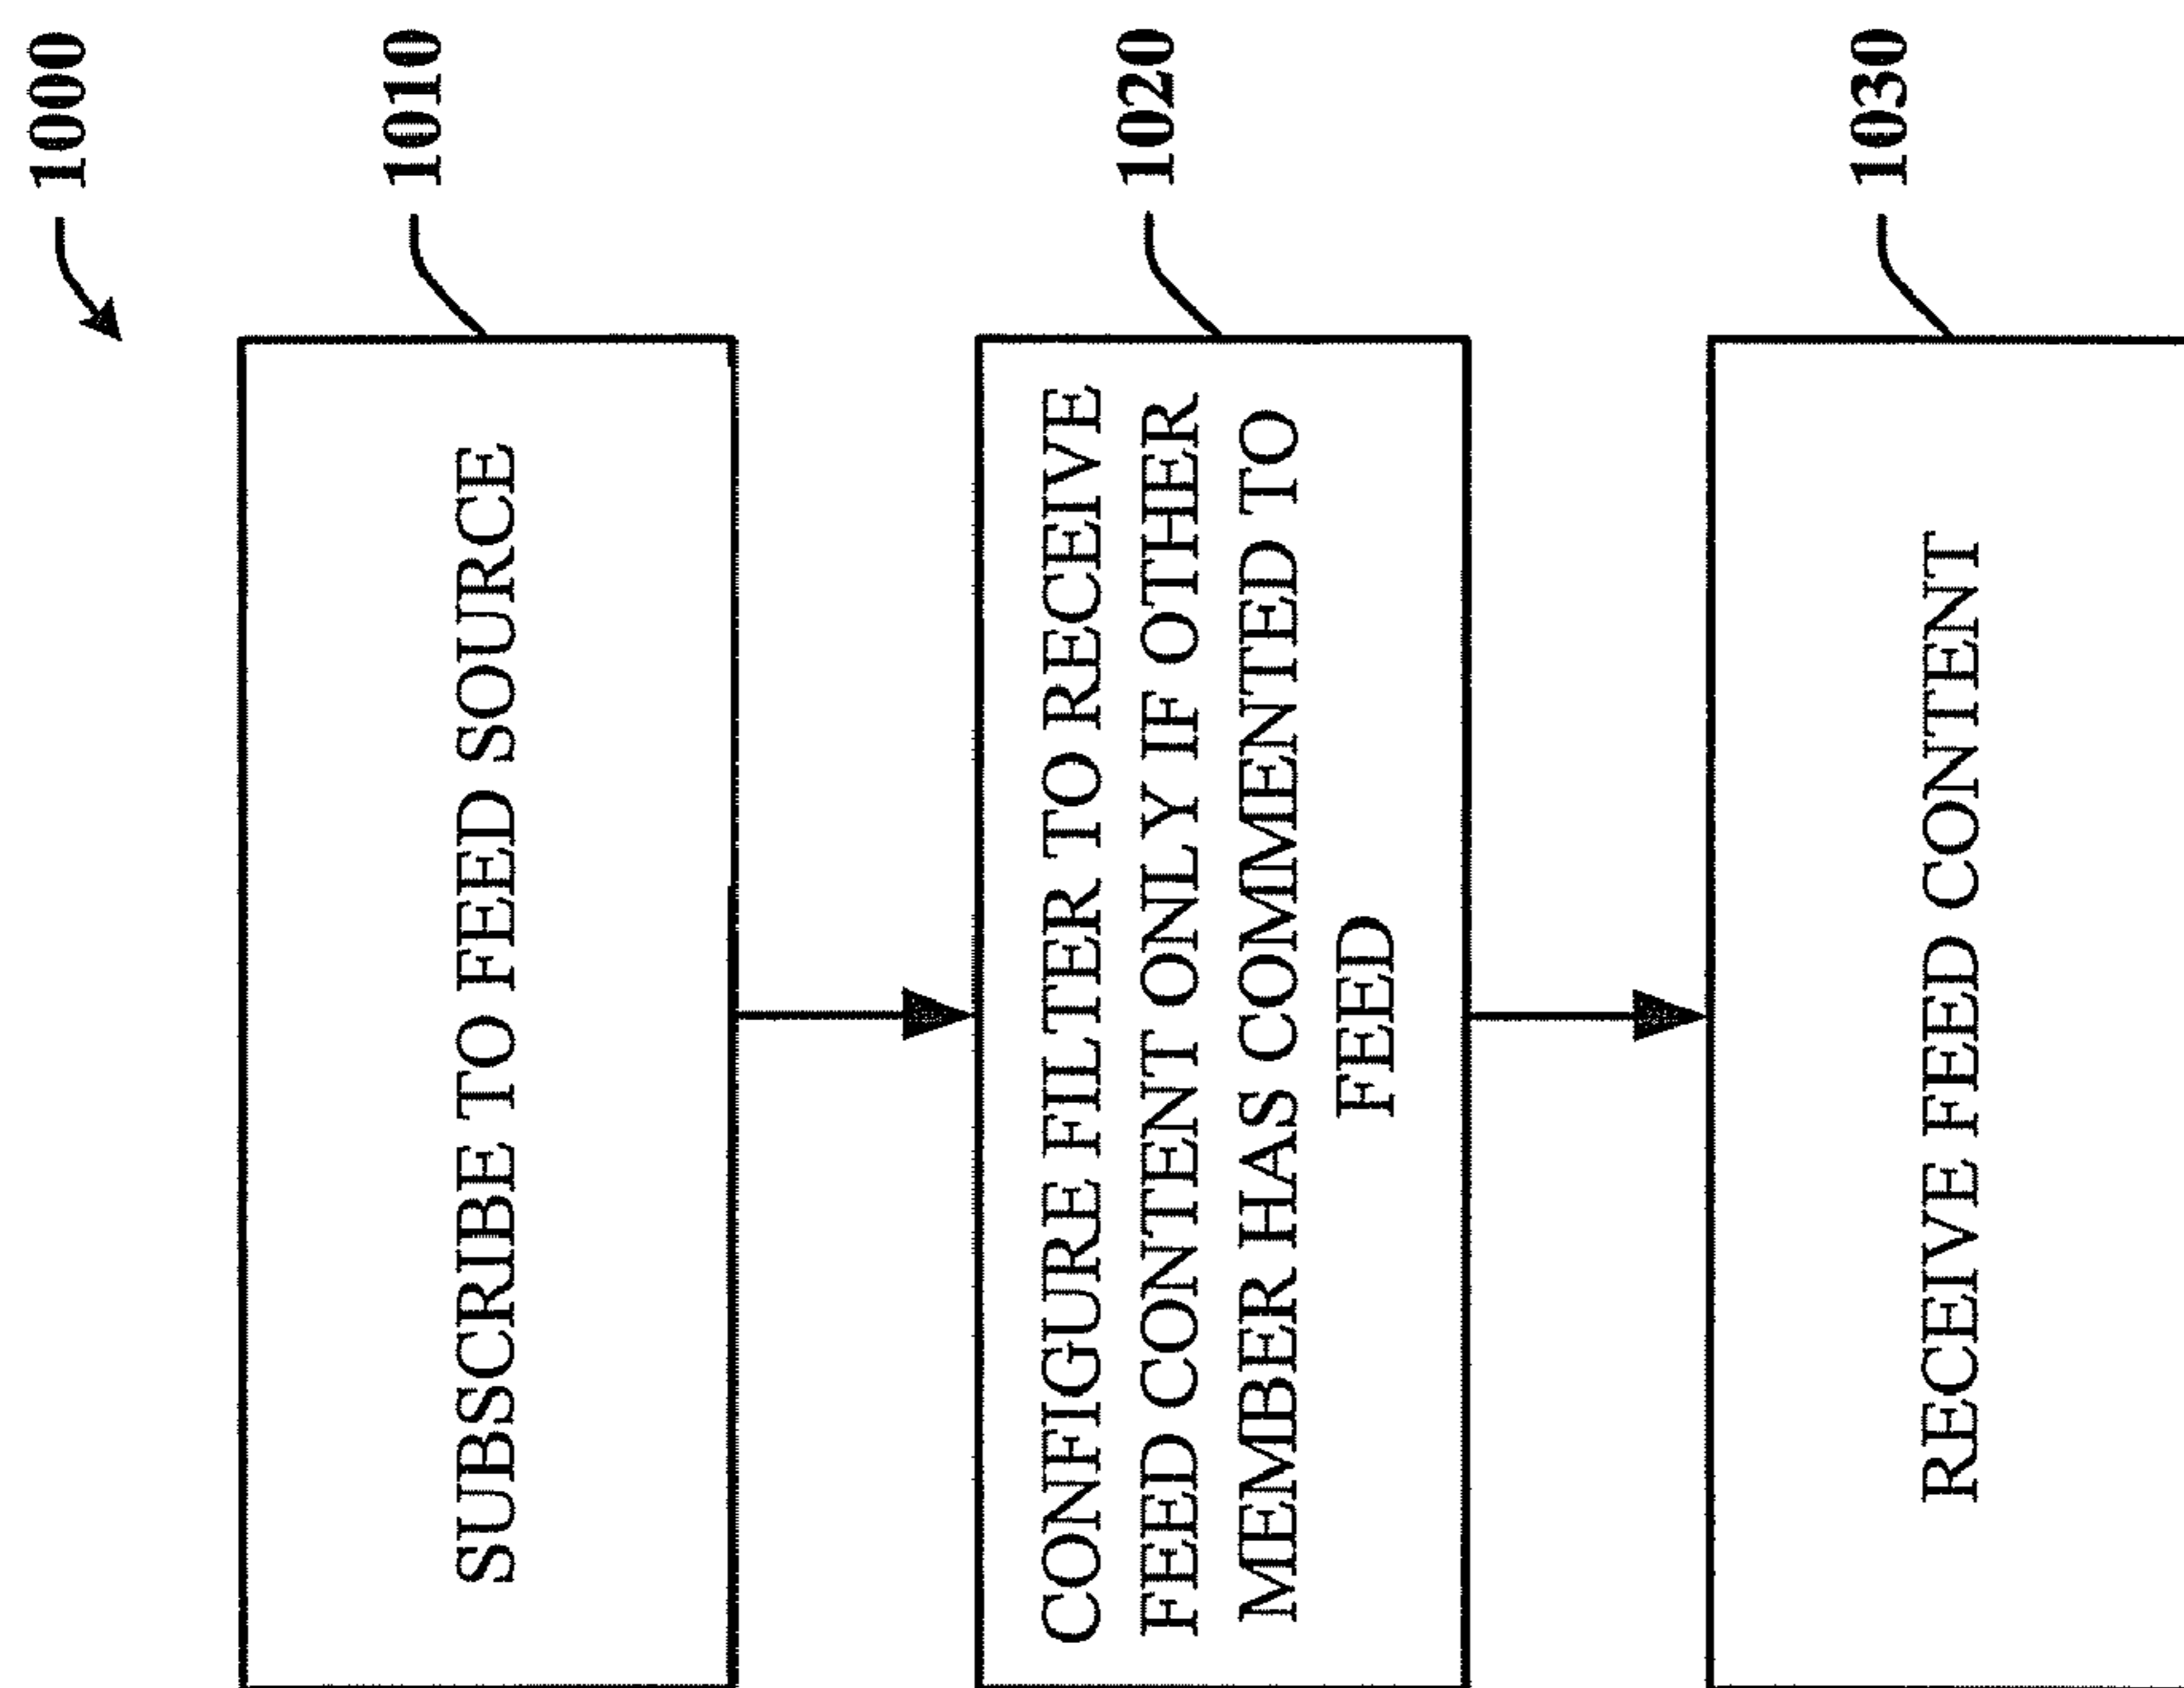 1000
1010
SUBSCRIBE TO FEED SOURCE
1020
CONFIGURE FILTER TO RECEIVE
FEED CONTENT ONLY IF OTHER
MEMBER HAS COMMENTED TO
FEED
1030
RECEIVE FEED CONTENT